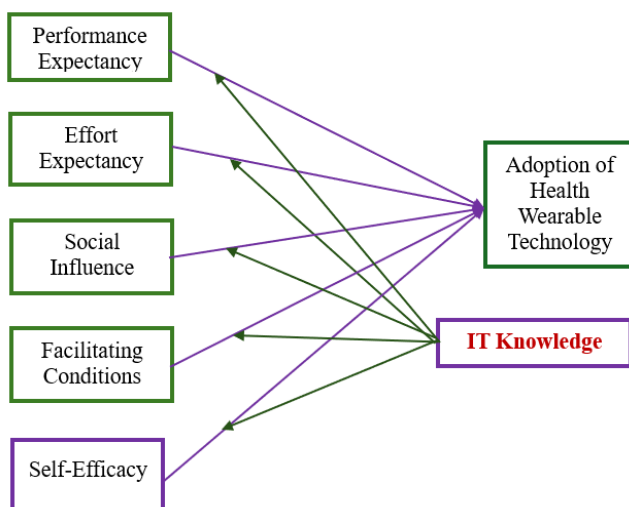 Performance
Expectancy
Effort
Expectancy
Adoption of
Health
Wearable
Technology
Social
Influence
IT Knowledge
Facilitating
Conditions
Self-Efficacy